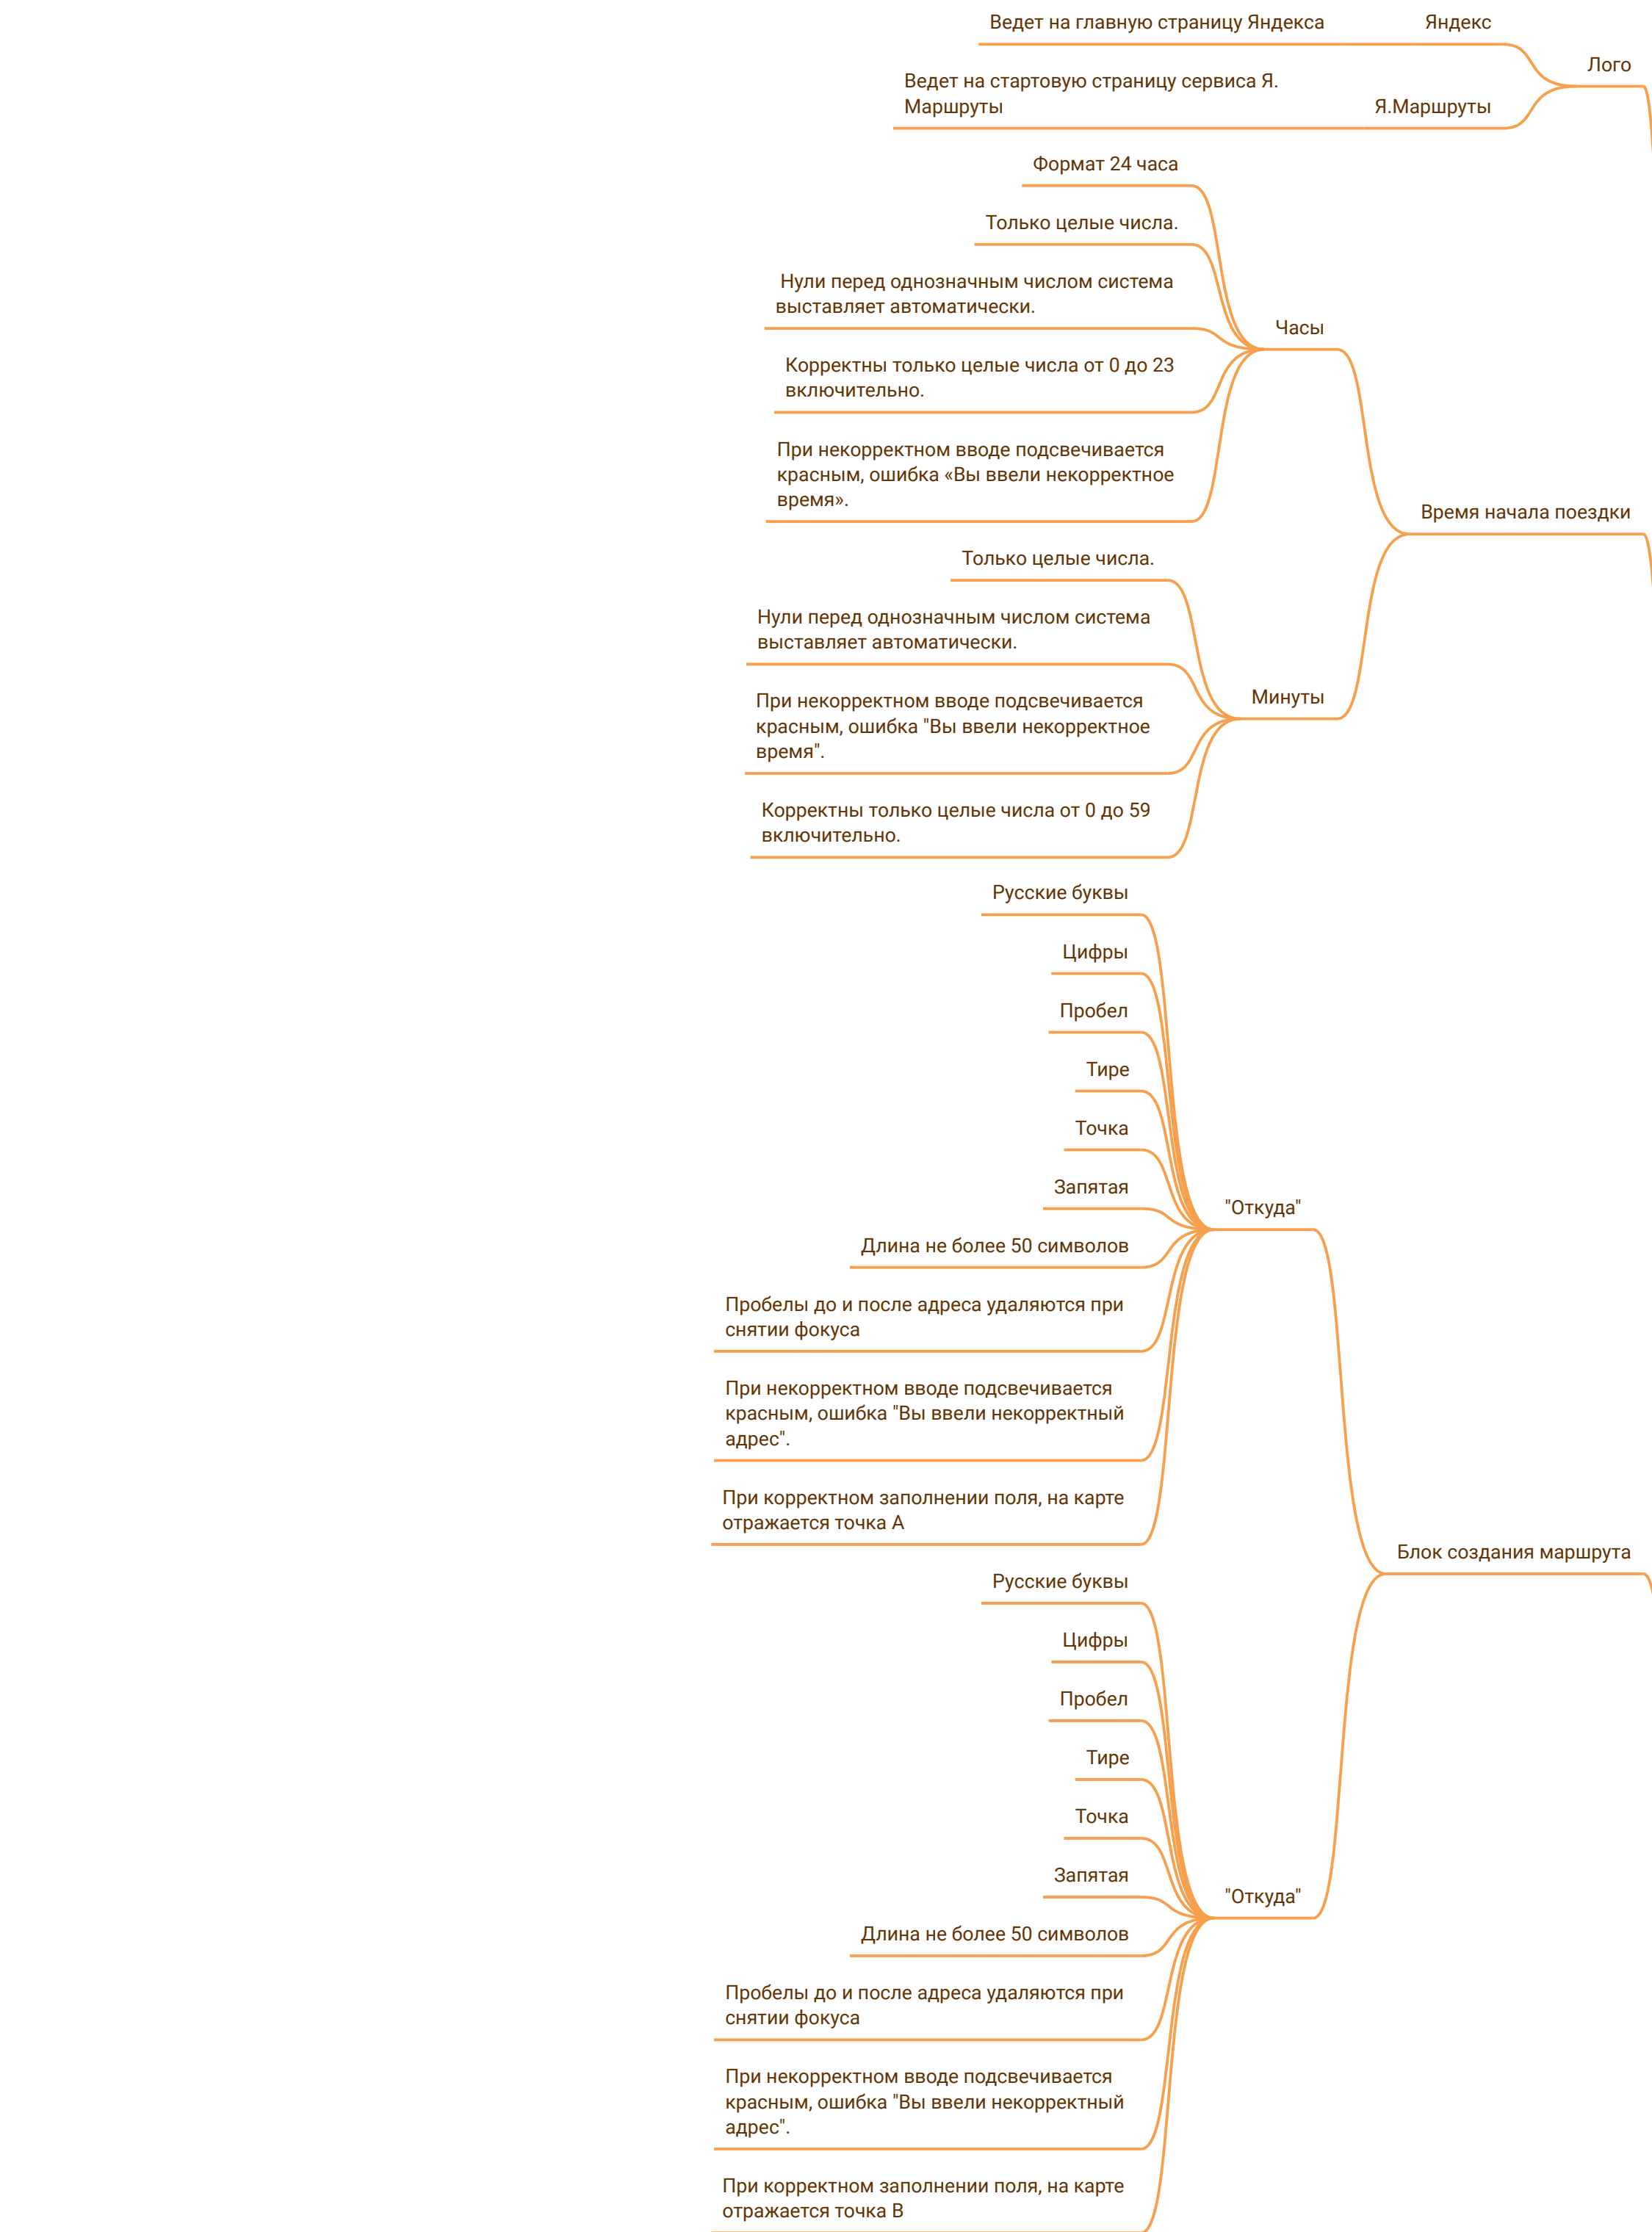 Ведет на главную страницу Яндекса
Яндекс
Лого
Ведет на стартовую страницу сервиса Я.
Маршруты
Я.Маршруты
Формат 24 часа
Только целые числа.
Нули перед однозначным числом система
выставляет автоматически.
Часы
Корректны только целые числа от 0 до 23
включительно.
При некорректном вводе подсвечивается
красным, ошибка «Вы ввели некорректное
время».
Время начала поездки
Только целые числа.
Нули перед однозначным числом система
выставляет автоматически.
Минуты
При некорректном вводе подсвечивается
красным, ошибка "Вы ввели некорректное
время".
Корректны только целые числа от 0 до 59
включительно.
Русские буквы
Цифры
Пробел
Тире
Точка
Запятая
"Откуда"
Длина не более 50 символов
Пробелы до и после адреса удаляются при
снятии фокуса
При некорректном вводе подсвечивается
красным, ошибка "Вы ввели некорректный
адрес".
При корректном заполнении поля, на карте
отражается точка А
Блок создания маршрута
Русские буквы
Цифры
Пробел
Тире
Точка
Запятая
"Откуда"
Длина не более 50 символов
Пробелы до и после адреса удаляются при
снятии фокуса
При некорректном вводе подсвечивается
красным, ошибка "Вы ввели некорректный
адрес".
При корректном заполнении поля, на карте
отражается точка В